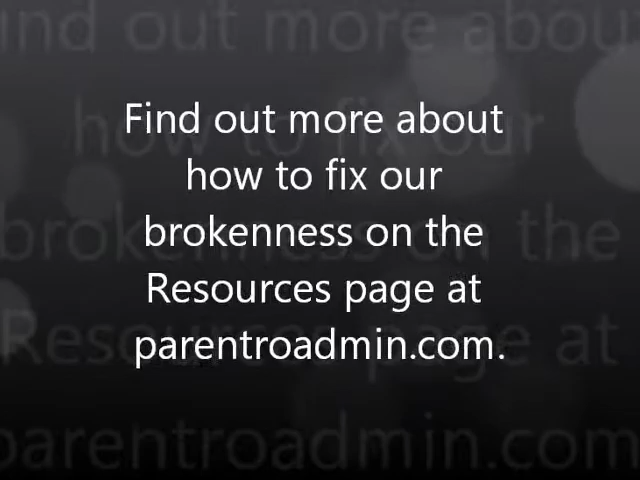 Find out more about
how to fix our
brokenness on the
Resources page at
parentroadmin.com.